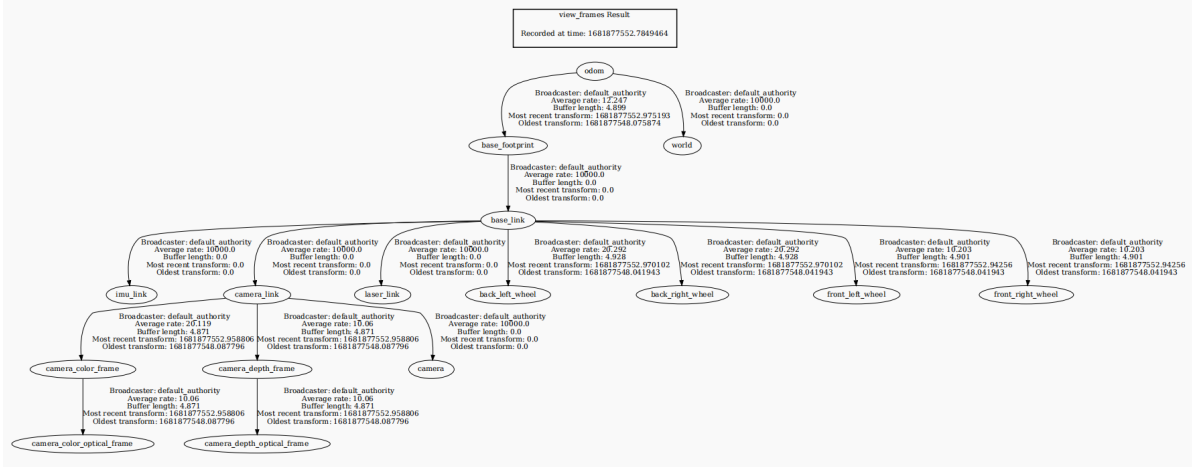 view_frames Result
Recorded at time: 1681877552.7849464
odom
Broadcaster: default_authority
Average rate: 12.247
Buffer length: 4.899
Most recent transform: 1681877552.975193
Oldest transform: 1681877548.075874
Broadcaster: default_authority
Average rate: 10000.0
Buffer length: 0.0
Most recent transform: 0.0
Oldest transform: 0.0
base_footprint
world
Broadcaster: default_authority
Average rate: 10000.0
Buffer length: 0.0
Most recent transform: 0.0
Oldest transform: 0.0
base_link
Broadcaster: default_authority
Average rate: 10000.0
Buffer length: 0.0
Most recent transform: 0.0
Oldest transform: 0.0
Broadcaster: default_authority
Average rate: 10000.0
Buffer length: 0.0
Most recent transform: 0.0
Oldest transform: 0.0
Broadcaster: default_authority
Average rate: 10000.0
Buffer length: 0.0
Most recent transform: 0.0
Oldest transform: 0.0
Broadcaster: default_authority
Average rate: 20.292
Buffer length: 4.928
Most recent transform: 1681877552.970102
Oldest transform: 1681877548.041943
Broadcaster: default_authority
Average rate: 20.292
Buffer length: 4.928
Most recent transform: 1681877552.970102
Oldest transform: 1681877548.041943
Broadcaster: default_authority
Average rate: 10.203
Buffer length: 4.901
Most recent transform: 1681877552.94256
Oldest transform: 1681877548.041943
Broadcaster: default_authority
Average rate: 10.203
Buffer length: 4.901
Most recent transform: 1681877552.94256
Oldest transform: 1681877548.041943
imu_link
camera_link
laser_link
back_left_wheel
back_right_wheel
front_left_wheel
front_right_wheel
Broadcaster: default_authority
Average rate: 20.119
Buffer length: 4.871
Most recent transform: 1681877552.958806
Oldest transform: 1681877548.087796
Broadcaster: default_authority
Average rate: 10.06
Buffer length: 4.871
Most recent transform: 1681877552.958806
Oldest transform: 1681877548.087796
Broadcaster: default_authority
Average rate: 10000.0
Buffer length: 0.0
Most recent transform: 0.0
Oldest transform: 0.0
camera_color_frame
camera_depth_frame
camera
Broadcaster: default_authority
Average rate: 10.06
Buffer length: 4.871
Most recent transform: 1681877552.958806
Oldest transform: 1681877548.087796
Broadcaster: default_authority
Average rate: 10.06
Buffer length: 4.871
Most recent transform: 1681877552.958806
Oldest transform: 1681877548.087796
camera_color_optical_frame
camera_depth_optical_frame